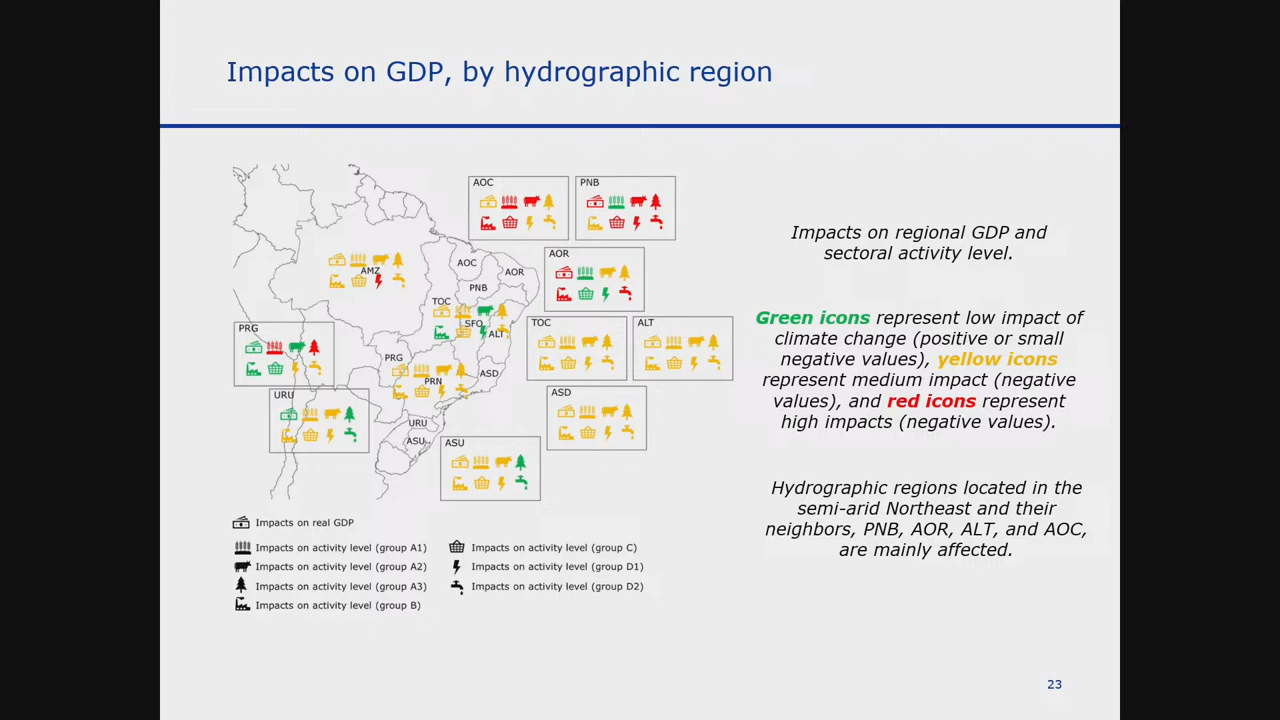 Impacts on GDP, by hydrographic region
AOC
PNB
AOR
AMZ
AOC
AOR
PNB
TOC
SFO
ALT
TOC
ALT
PRG
PRG
PRN
ASD
ASD
URU
URU
ASU
ASU
Impacts on real GDP
Impacts on activity level (group A1)
Impacts on activity level (group A2)
Impacts on activity level (group A3)
Impacts on activity level (group B)
Impacts on activity level (group C)
Impacts on activity level (group D1)
Impacts on activity level (group D2)
Impacts on regional GDP and
sectoral activity level.
Green icons represent low impact of
climate change (positive or small
negative values), yellow icons
represent medium impact (negative
values), and red icons represent
high impacts (negative values).
Hydrographic regions located in the
semi-arid Northeast and their
neighbors, PNB, AOR, ALT, and AOC,
are mainly affected.
23